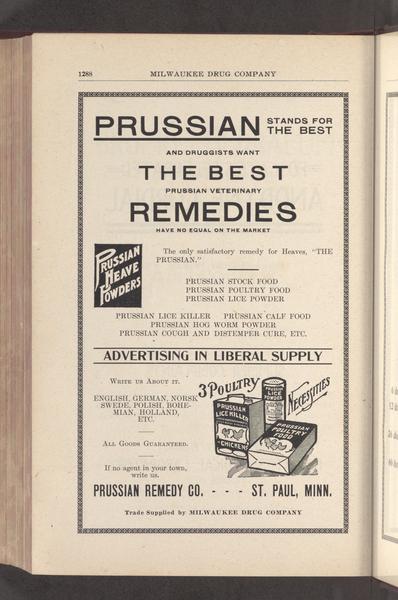 1288 MILWAUKEE DRUG COMPANY
PRUSSIAN STANDS FOR THE BEST
AND DRUGGISTS WANT
THE BEST
PRUSSIAN VETERINARY
REMEDIES
HAVE NO EQUAL ON THE MARKET
PRUSSIAN
HEAVE
POWDERS
The only satisfactory remedy for Heaves, "THE
PRUSSIAN."
PRUSSIAN STOCK FOOD
PRUSSIAN POULTRY FOOD
PRUSSIAN LICE POWDER
PRUSSIAN LICE KILLER PRUSSIAN CALF FOOD
PRUSSIAN HOG WORM POWDER
PRUSSIAN COUGH AND DISTEMPER CURE, ETC.
ADVERTISING IN LIBERAL SUPPLY
WRITE US ABOUT IT.
ENGLISH, GERMAN, NORSK
SWEDE, POLISH, BOHE-
MIAN, HOLLAND,
ETC.
ALL GOODS GUARANTEED.
If no agent in your town,
write us.
3 POULTRY NECESSITIES
PRUSSIAN
LICE KILLER
CHICKENS
PRUSSIAN
LICE
POWDER
PRUSSIAN
POULTRY
FOOD
PRUSSIAN REMEDY CO. - - - ST. PAUL, MINN.
Trade Supplied by MILWAUKEE DRUG COMPANY